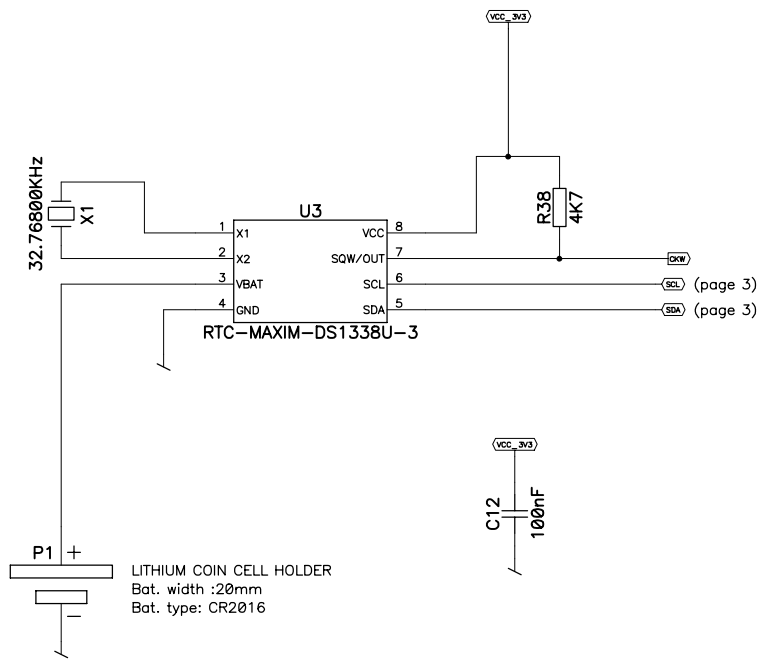 VCC_3V3
32.76800KHz
X1
R38
4K7
U3
1 X1 VCC 8
2 X2 SQW/OUT 7 CKW
3 VBAT SCL 6 SCL (page 3)
4 GND SDA 5 SDA (page 3)
RTC-MAXIM-DS1338U-3
VCC_3V3
C12
100nF
P1 +
LITHIUM COIN CELL HOLDER
Bat. width :20mm
Bat. type: CR2016
−